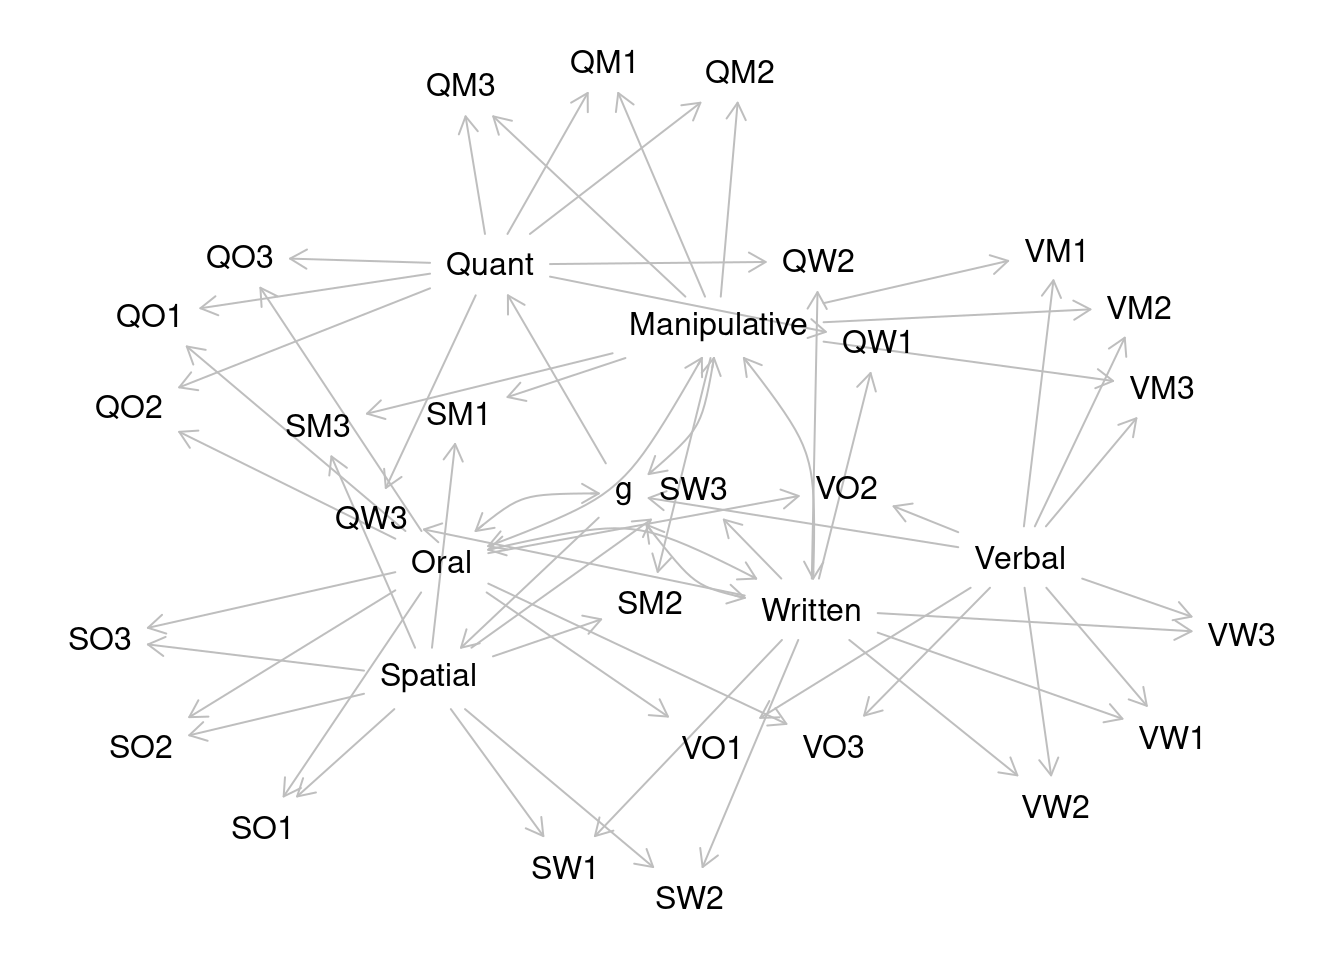 QM1
QM2
QM3
VM1
QO3
QW2
Quant
VM2
QO1
Manipulative
QW1
VM3
QO2
SM1
SM3
g
SW3
VO2
QW3
Verbal
Oral
SM2
Written
VW3
SO3
Spatial
VW1
SO2
VO1
VO3
VW2
SO1
SW1
SW2